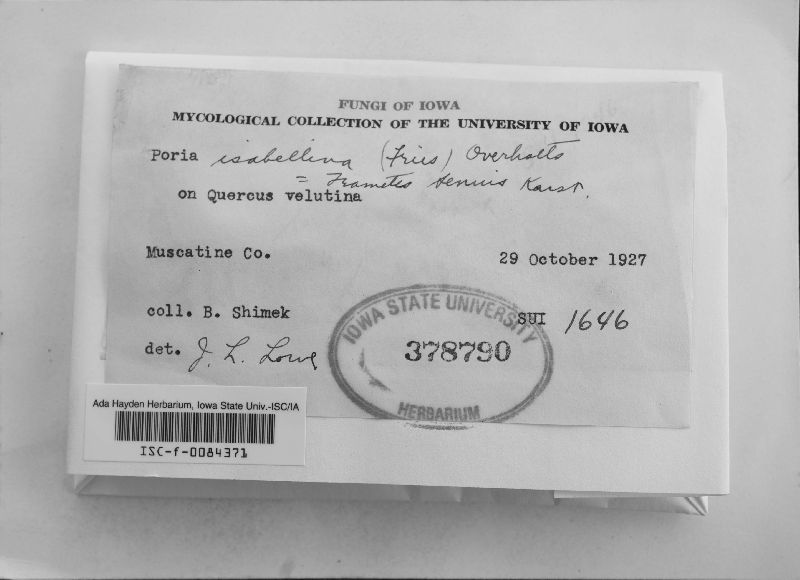 FUNGI OF IOWA
MYCOLOGICAL COLLECTION OF THE UNIVERSITY OF IOWA
Poria isabellina (Fries) Overholts
= Trametes tenuis Karst.
on Quercus velutina
Muscatine Co. 29 October 1927
coll. B. Shimek SUI 1646
det. J. L. Lowe
IOWA STATE UNIVERSITY
378790
HERBARIUM
Ada Hayden Herbarium, Iowa State Univ.-ISC/IA
ISC-f-0084371